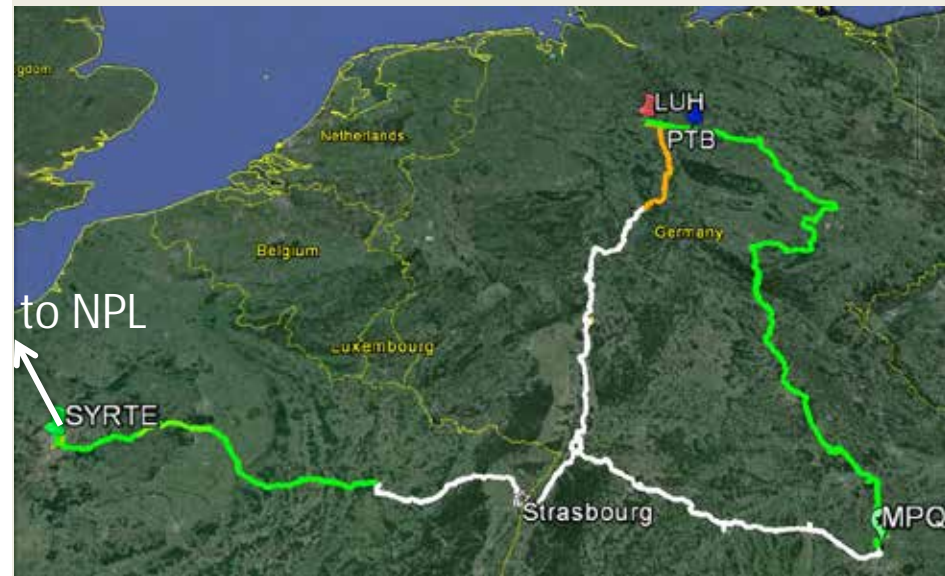 gdom
LUH
Netherlands
PTB
Germany
Belgium
to NPL
Luxembourg
SYRTE
Strasbourg
MPQ